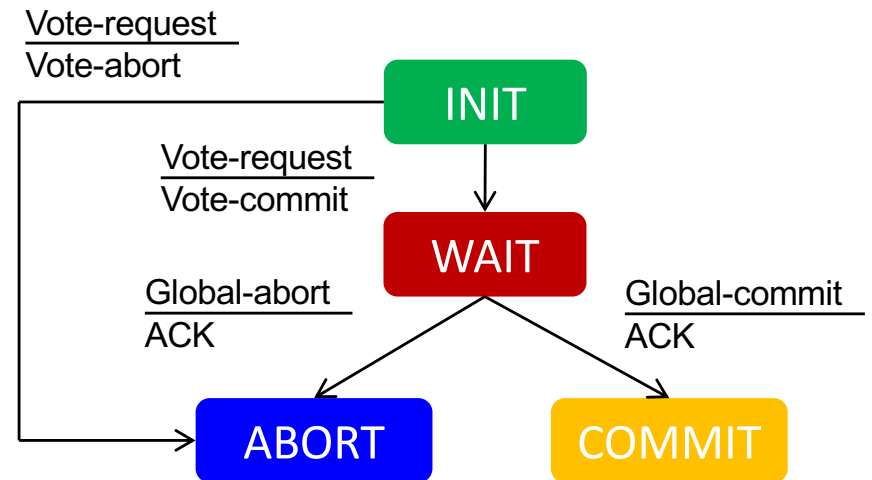 Vote-request
Vote-abort
INIT
Vote-request
Vote-commit
WAIT
Global-abort
ACK
Global-commit
ACK
ABORT
COMMIT